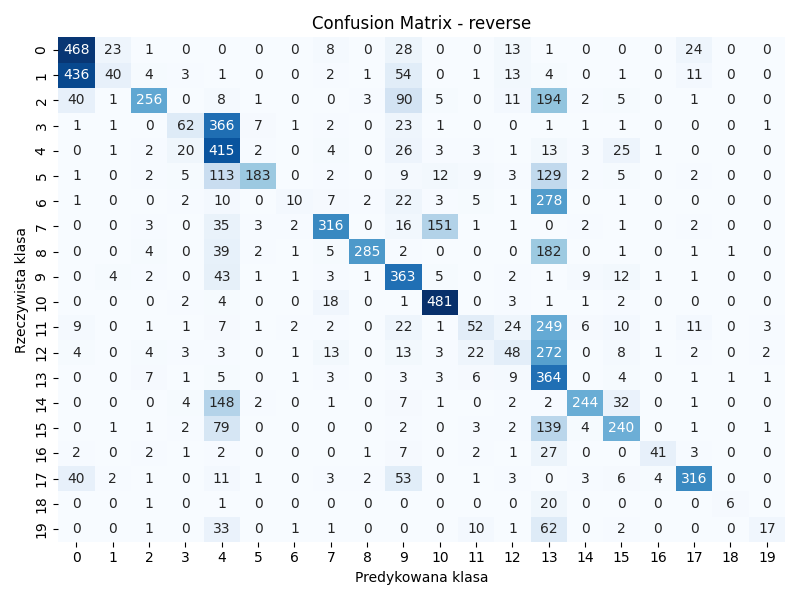 Confusion Matrix - reverse
0 468 23 1 0 0 0 0 8 0 28 0 0 13 1 0 0 0 24 0 0
1 436 40 4 3 1 0 0 2 1 54 0 1 13 4 0 1 0 11 0 0
2 40 1 256 0 8 1 0 0 3 90 5 0 11 194 2 5 0 1 0 0
3 1 1 0 62 366 7 1 2 0 23 1 0 0 1 1 1 0 0 0 1
4 0 1 2 20 415 2 0 4 0 26 3 3 1 13 3 25 1 0 0 0
5 1 0 2 5 113 183 0 2 0 9 12 9 3 129 2 5 0 2 0 0
6 1 0 0 2 10 0 10 7 2 22 3 5 1 278 0 1 0 0 0 0
7 0 0 3 0 35 3 2 316 0 16 151 1 1 0 2 1 0 2 0 0
8 0 0 4 0 39 2 1 5 285 2 0 0 0 182 0 1 0 1 1 0
9 0 4 2 0 43 1 1 3 1 363 5 0 2 1 9 12 1 1 0 0
10 0 0 0 2 4 0 0 18 0 1 481 0 3 1 1 2 0 0 0 0
11 9 0 1 1 7 1 2 2 0 22 1 52 24 249 6 10 1 11 0 3
12 4 0 4 3 3 0 1 13 0 13 3 22 48 272 0 8 1 2 0 2
13 0 0 7 1 5 0 1 3 0 3 3 6 9 364 0 4 0 1 1 1
14 0 0 0 4 148 2 0 1 0 7 1 0 2 2 244 32 0 1 0 0
15 0 1 1 2 79 0 0 0 0 2 0 3 2 139 4 240 0 1 0 1
16 2 0 2 1 2 0 0 0 1 7 0 2 1 27 0 0 41 3 0 0
17 40 2 1 0 11 1 0 3 2 53 0 1 3 0 3 6 4 316 0 0
18 0 0 1 0 1 0 0 0 0 0 0 0 0 20 0 0 0 0 6 0
19 0 0 1 0 33 0 1 1 0 0 0 10 1 62 0 2 0 0 0 17
0 1 2 3 4 5 6 7 8 9 10 11 12 13 14 15 16 17 18 19
Rzeczywista klasa
Predykowana klasa